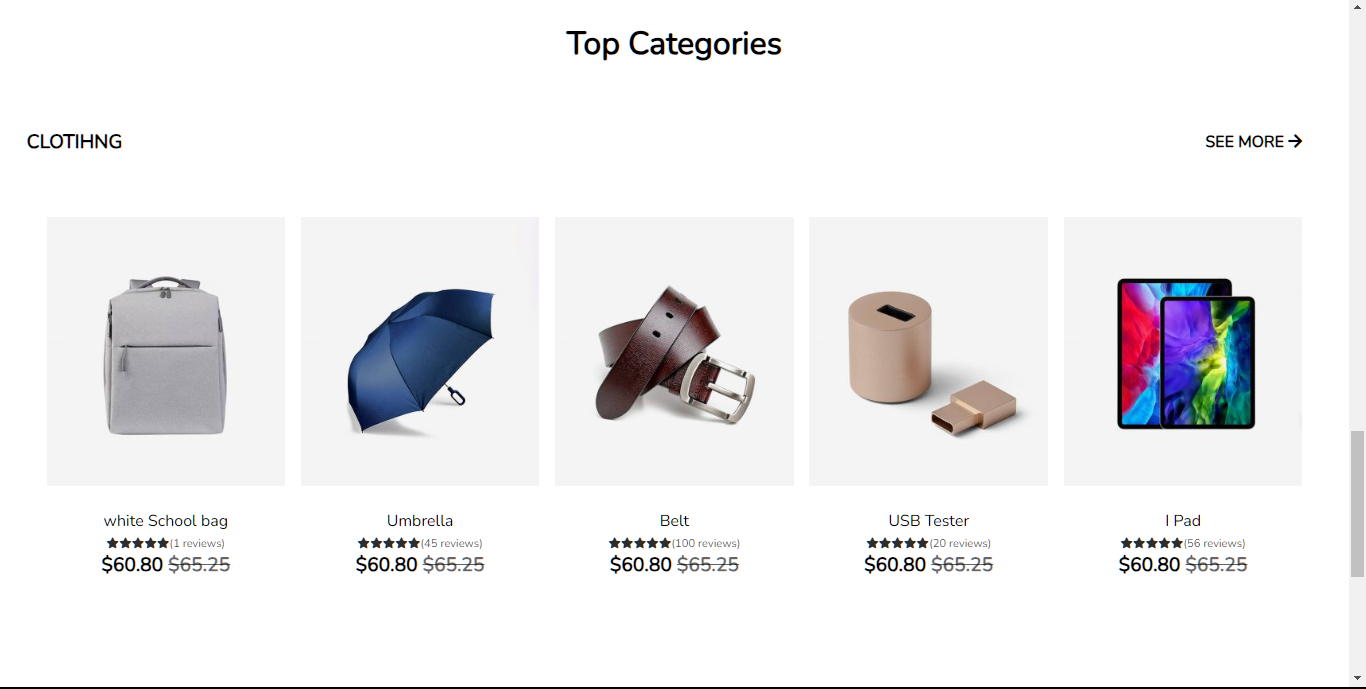 Top Categories
CLOTIHNG
SEE MORE →
white School bag
★★★★★(1 reviews)
$60.80 $65.25
Umbrella
★★★★★(45 reviews)
$60.80 $65.25
Belt
★★★★★(100 reviews)
$60.80 $65.25
USB Tester
★★★★★(20 reviews)
$60.80 $65.25
I Pad
★★★★★(56 reviews)
$60.80 $65.25